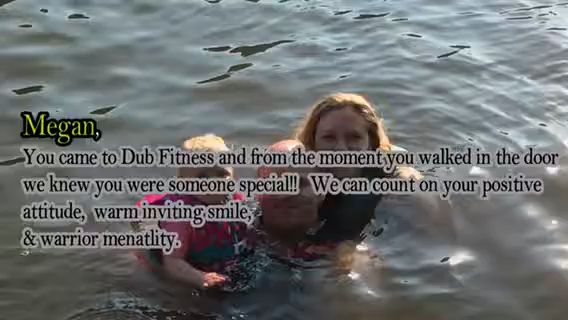 Megan,
You came to Dub Fitness and from the moment you walked in the door
we knew you were someone special!!! We can count on your positive
attitude, warm inviting smile,
& warrior menatlity.